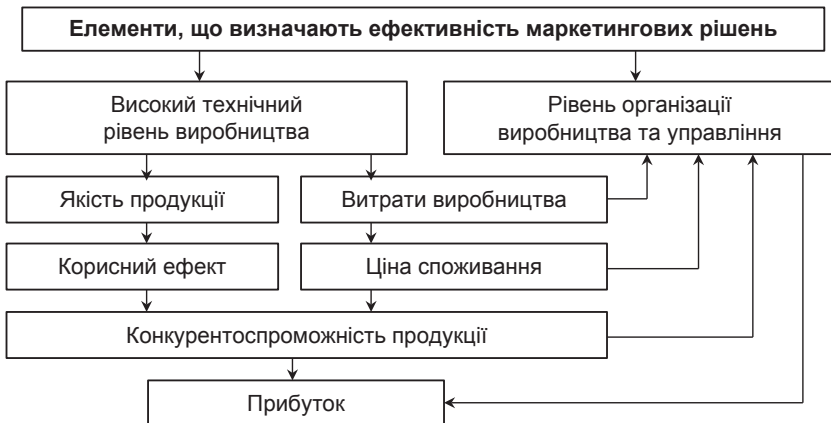 Елементи, що визначають ефективність маркетингових рішень
Високий технічний
рівень виробництва
Рівень організації
виробництва та управління
Якість продукції
Витрати виробництва
Корисний ефект
Ціна споживання
Конкурентоспроможність продукції
Прибуток